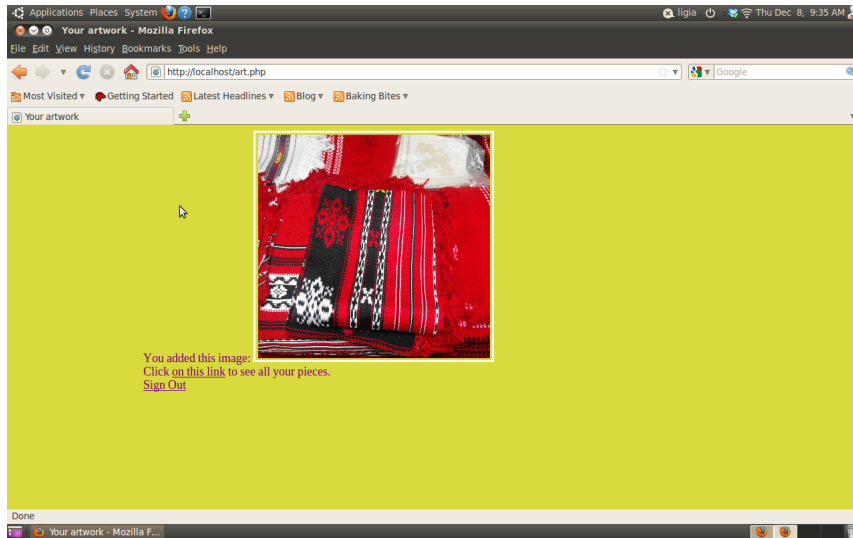 Applications Places System ligia Thu Dec 8, 9:35 AM
Your artwork - Mozilla Firefox
File Edit View History Bookmarks Tools Help
http://localhost/art.php Google
Most Visited Getting Started Latest Headlines Blog Baking Bites
Your artwork
You added this image:
Click on this link to see all your pieces.
Sign Out
Done
Your artwork - Mozilla F...